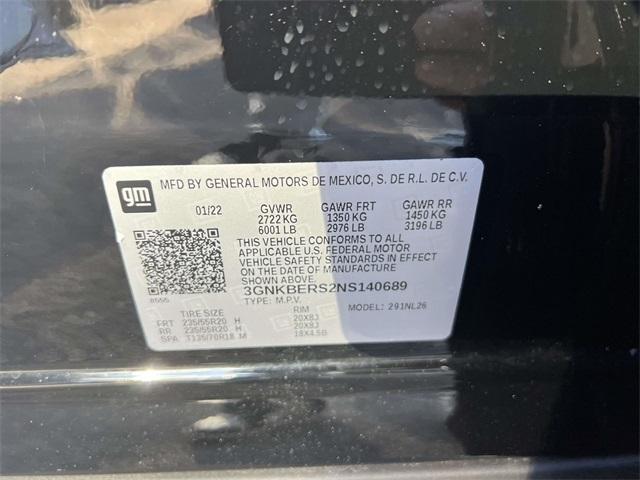 gm
MFD BY GENERAL MOTORS DE MEXICO, S. DE R.L. DE C.V.
01/22 GVWR GAWR FRT GAWR RR
2722 KG 1350 KG 1450 KG
6001 LB 2976 LB 3196 LB
THIS VEHICLE CONFORMS TO ALL
APPLICABLE U.S. FEDERAL MOTOR
VEHICLE SAFETY STANDARDS IN EFFECT
ON THE DATE OF MANUFACTURE
SHOWN ABOVE.
3GNKBERS2NS140689
8555 TYPE: M.P.V. MODEL: 291NL26
TIRE SIZE RIM
FRT 235/55R20 H 20X8J
RR 235/55R20 H 20X8J
SPA T135/70R18 M 18X4.5B